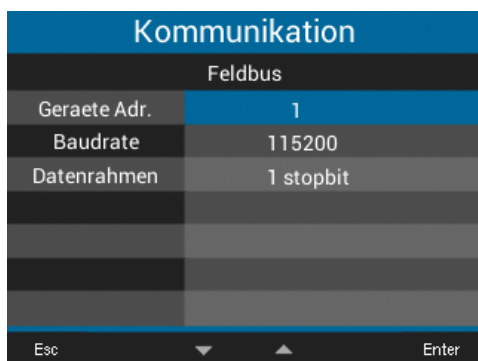 Kommunikation
Feldbus
Geraete Adr. 1
Baudrate 115200
Datenrahmen 1 stopbit
Esc Enter